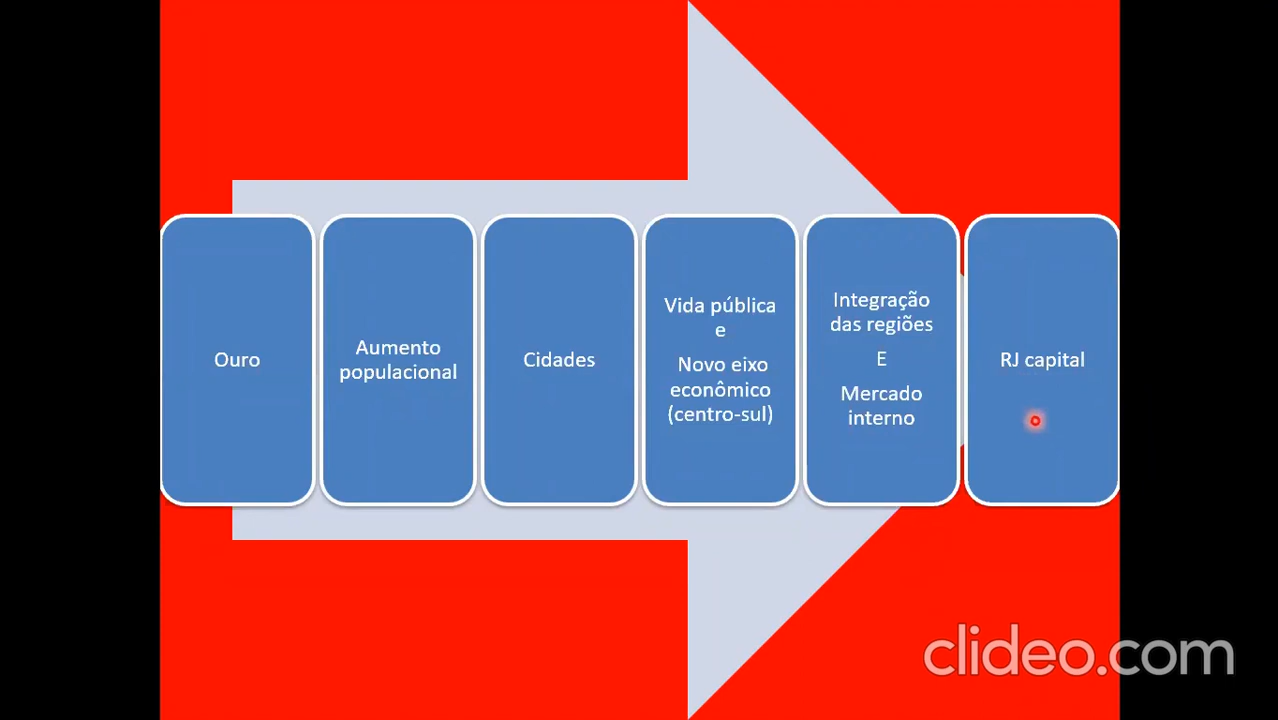 Ouro
Aumento
populacional
Cidades
Vida pública
e
Novo eixo
econômico
(centro-sul)
Integração
das regiões
E
Mercado
interno
RJ capital
clideo.com